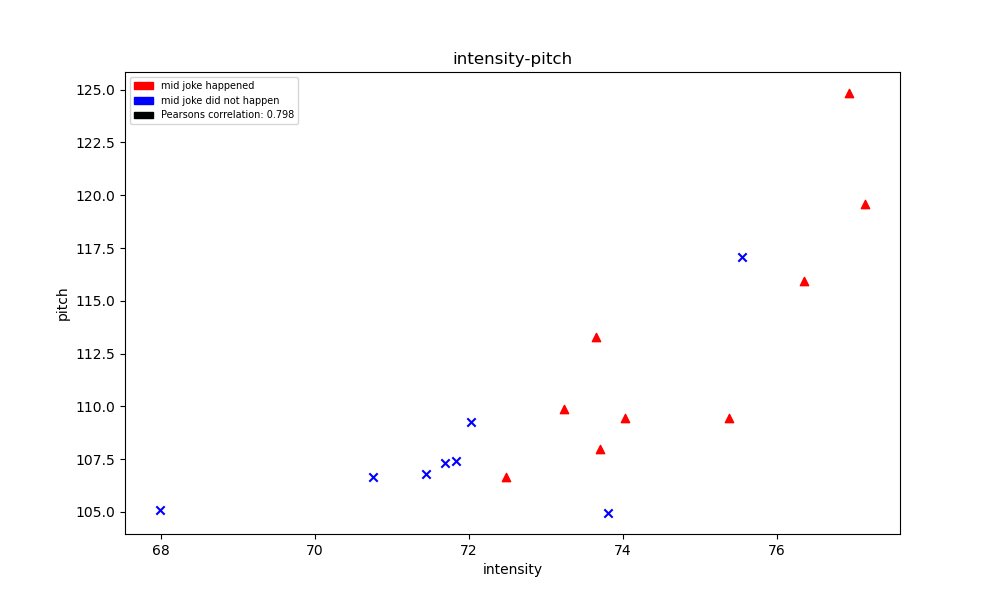 intensity-pitch
mid joke happened
mid joke did not happen
Pearsons correlation: 0.798
125.0
122.5
120.0
117.5
115.0
112.5
110.0
107.5
105.0
pitch
68 70 72 74 76
intensity